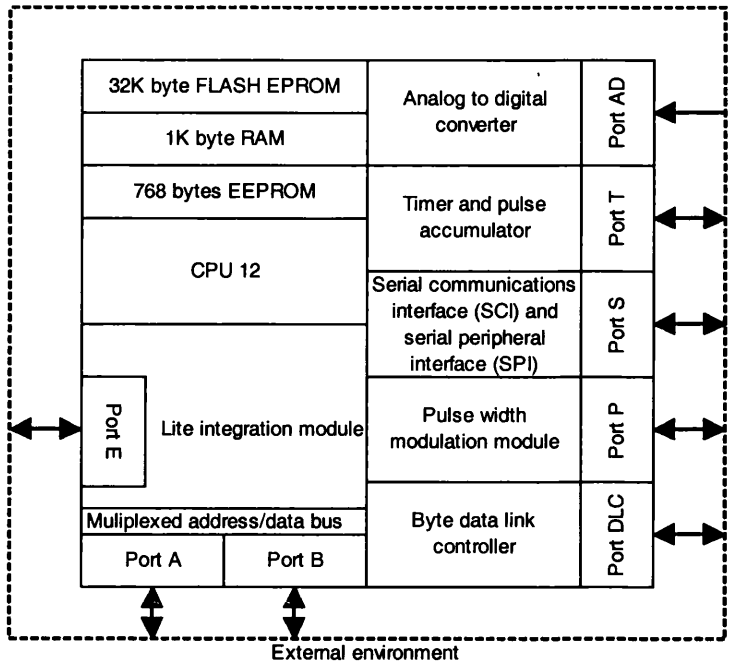 32K byte FLASH EPROM
1K byte RAM
768 bytes EEPROM
CPU 12
Port E
Lite integration module
Muliplexed address/data bus
Port A
Port B
Analog to digital
converter
Port AD
Timer and pulse
accumulator
Port T
Serial communications
interface (SCI) and
serial peripheral
interface (SPI)
Port S
Pulse width
modulation module
Port P
Byte data link
controller
Port DLC
External environment